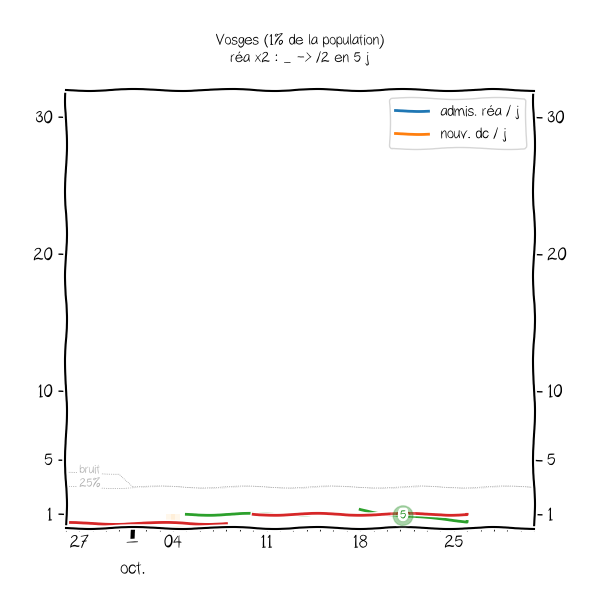 Vosges (1% de la population)
réa x2 : _ -> /2 en 5 j
admis. réa / j
nouv. dc / j
30
30
20
20
10
10
5
5
bruit
25%
1
5
1
27
04
11
18
25
oct.